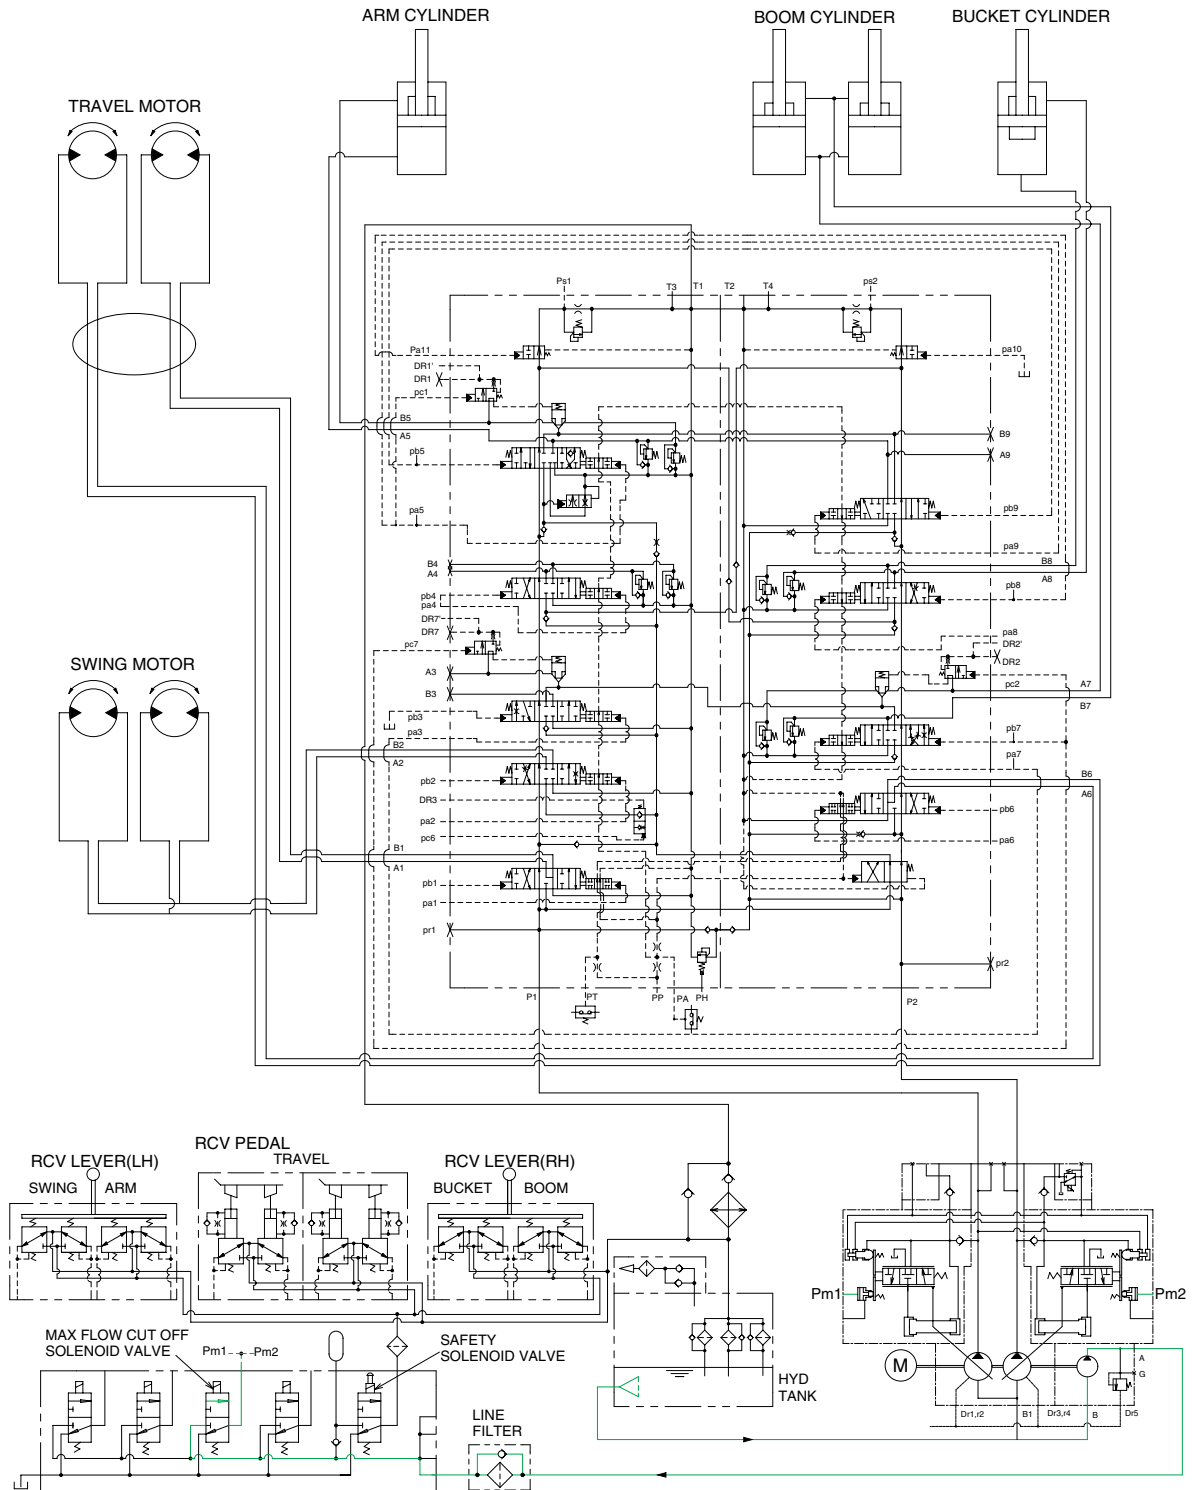 ARM CYLINDER
BOOM CYLINDER
BUCKET CYLINDER
TRAVEL MOTOR
Ps1
T3
T1
T2
T4
ps2
Pa11
pa10
DR1'
DR1
pc1
B5
A5
B9
A9
pb5
pa5
pb9
pa9
B4
A4
B8
A8
pb4
pa4
pb8
DR7'
DR7
pa8
DR2'
pc7
DR2
SWING MOTOR
A3
pc2
A7
B3
B7
pb3
pa3
pb7
B2
A2
pa7
pb2
B6
DR3
A6
pa2
pb6
pc6
pa6
B1
A1
pb1
pa1
pr1
pr2
P1
PT
PP
PA
PH
P2
RCV LEVER(LH)
SWING
ARM
RCV PEDAL
TRAVEL
RCV LEVER(RH)
BUCKET
BOOM
Pm1
Pm2
MAX FLOW CUT OFF
SOLENOID VALVE
Pm1
Pm2
SAFETY
SOLENOID VALVE
HYD
TANK
LINE
FILTER
M
A
G
Dr1,r2
B1
Dr3,r4
B
Dr5